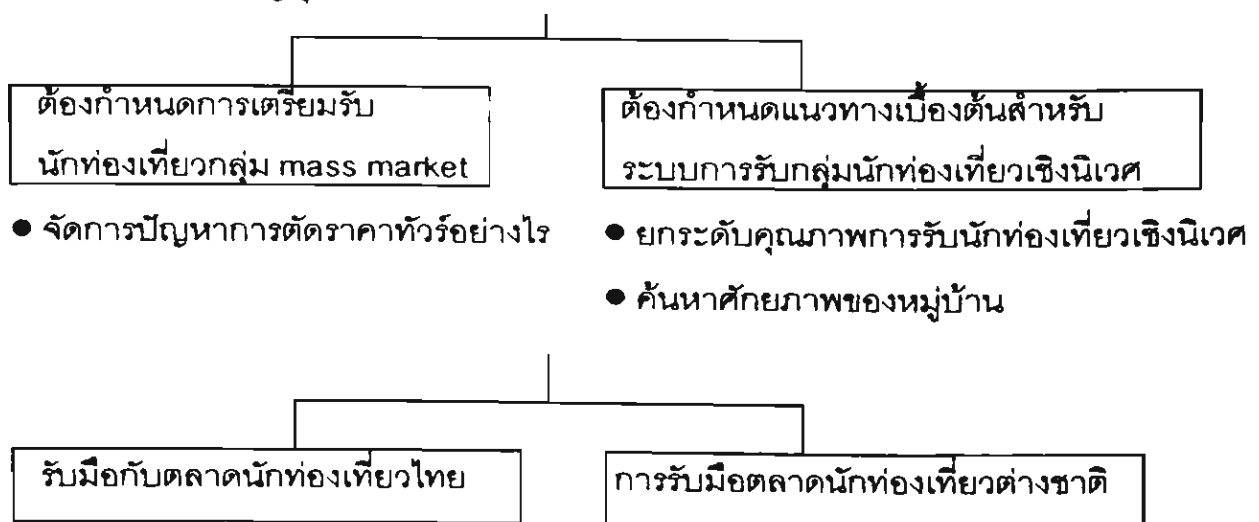 ต้องกำหนดการเตรียมรับ
นักท่องเที่ยวกลุ่ม mass market
ต้องกำหนดแนวทางเบื้องต้นสำหรับ
ระบบการรับกลุ่มนักท่องเที่ยวเชิงนิเวศ
● จัดการปัญหาการตัดราคาทัวร์อย่างไร
● ยกระดับคุณภาพการรับนักท่องเที่ยวเชิงนิเวศ
● ค้นหาศักยภาพของหมู่บ้าน
รับมือกับตลาดนักท่องเที่ยวไทย
การรับมือตลาดนักท่องเที่ยวต่างชาติ